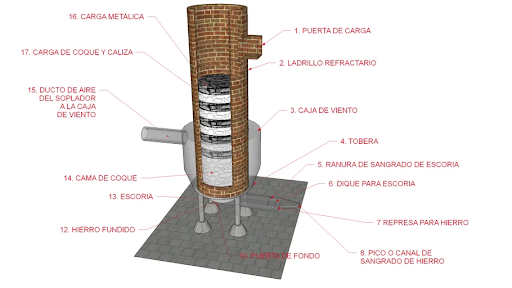 16. CARGA METALICA
1. PUERTA DE CARGA
17. CARGA DE COQUE Y CALIZA
2. LADRILLO REFRACTARIO
15. DUCTO DE AIRE
DEL SOPLADOR
A LA CAJA
DE VIENTO
3. CAJA DE VIENTO
4. TOBERA
5. RANURA DE SANGRADO DE ESCORIA
14. CAMA DE COQUE
6. DIQUE PARA ESCORIA
13. ESCORIA
7 REPRESA PARA HIERRO
12. HIERRO FUNDIDO
8. PICO O CANAL DE
SANGRADO DE HIERRO
DE FONDO